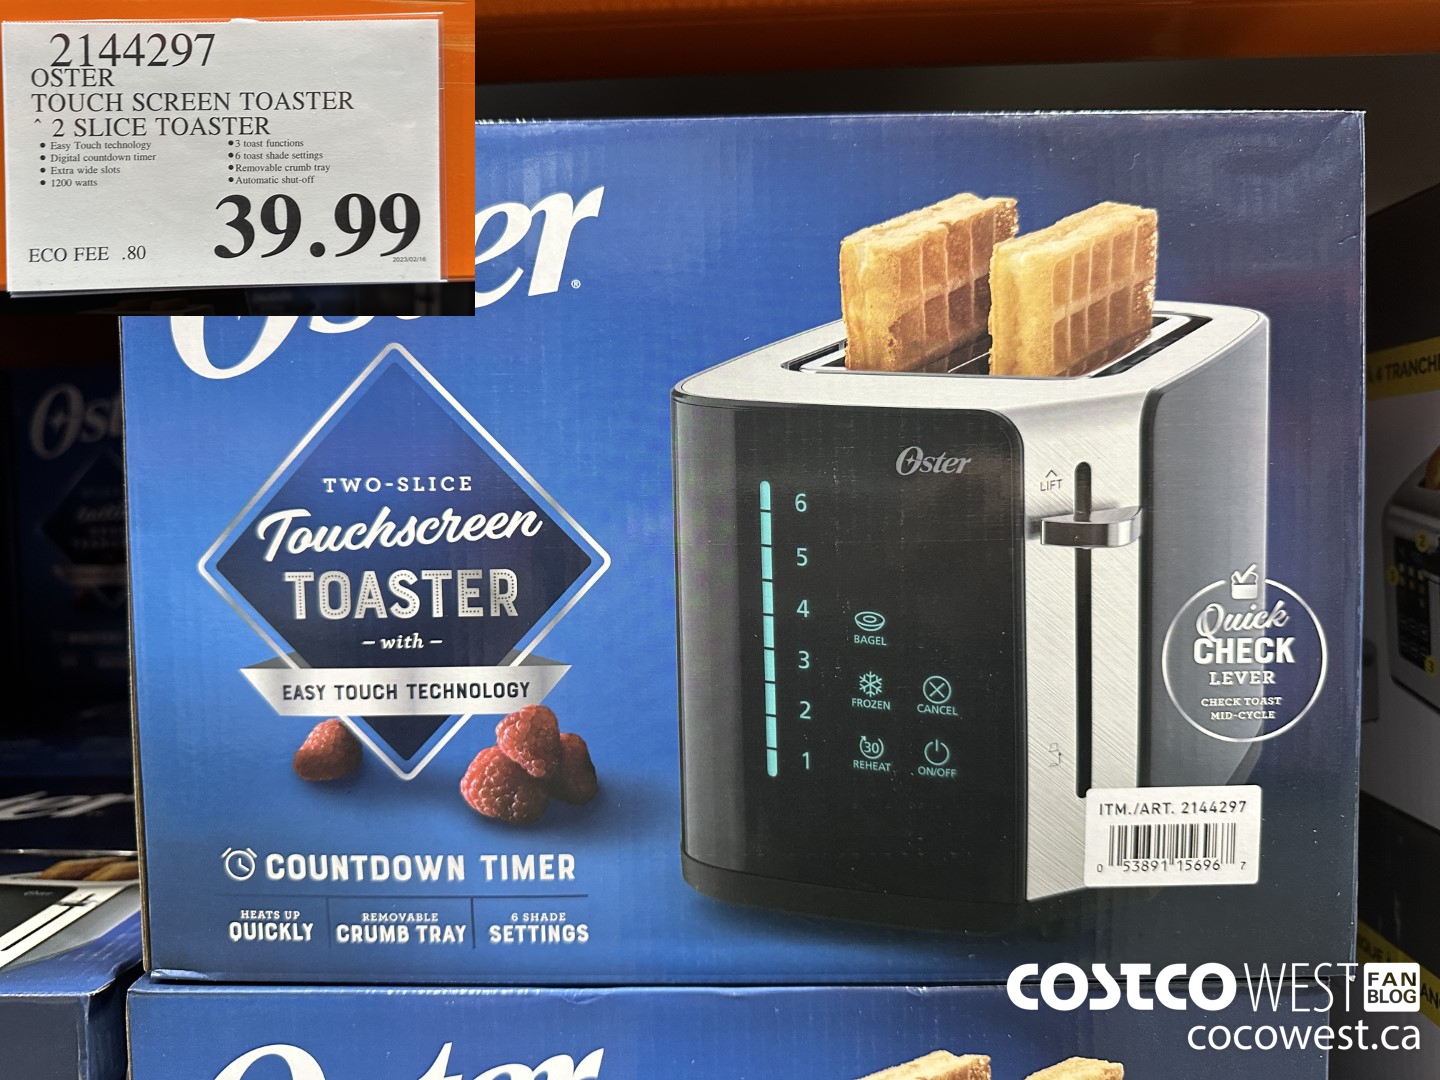 2144297
OSTER
TOUCH SCREEN TOASTER
^ 2 SLICE TOASTER
• Easy Touch technology
• Digital countdown timer
• Extra wide slots
• 1200 watts
• 3 toast functions
• 6 toast shade settings
• Removable crumb tray
• Automatic shut-off
39.99
ECO FEE .80
2023/02/16
Oster®
TWO-SLICE
Touchscreen
TOASTER
– with –
EASY TOUCH TECHNOLOGY
COUNTDOWN TIMER
HEATS UP
QUICKLY
REMOVABLE
CRUMB TRAY
6 SHADE
SETTINGS
Oster
LIFT
6
5
4
3
2
1
BAGEL
FROZEN
CANCEL
30
REHEAT
ON/OFF
Quick
CHECK
LEVER
CHECK TOAST
MID-CYCLE
ITM./ART. 2144297
0 53891 15696 7
4 TRANCH
COSTCO WEST FAN BLOG
cocowest.ca